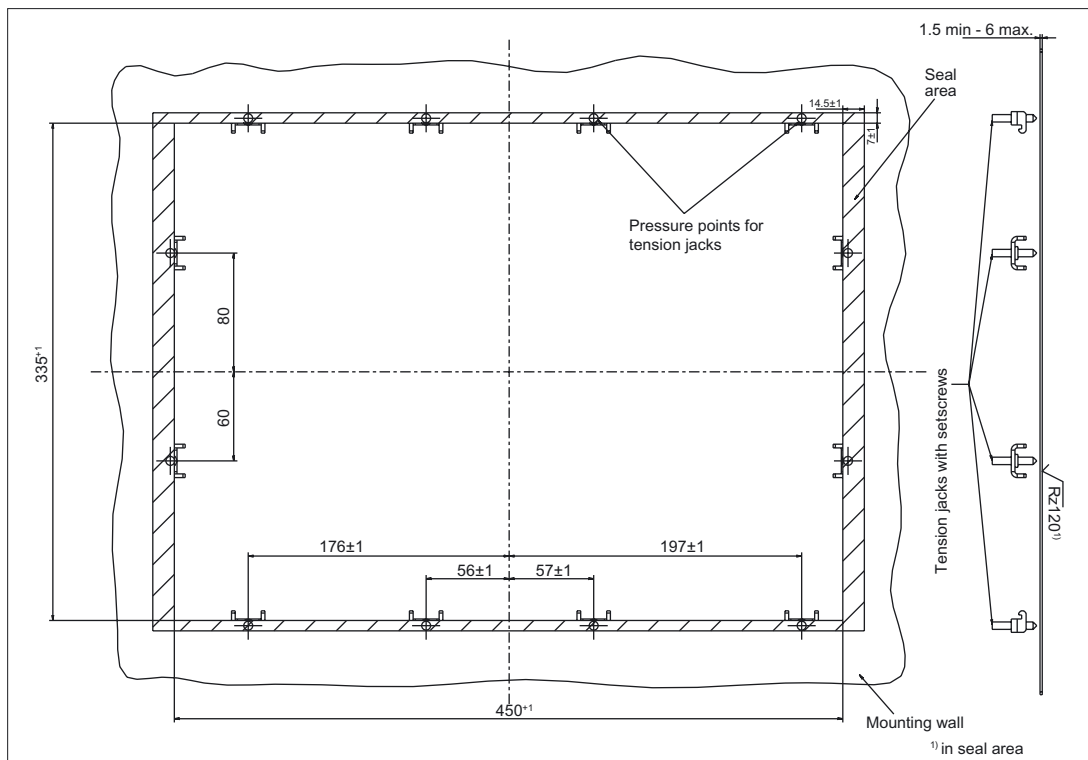 1.5 min - 6 max.
Seal
area
14.5±1
7±1
Pressure points for
tension jacks
80
335⁺¹
60
Tension jacks with setscrews
Rz120¹⁾
176±1
197±1
56±1
57±1
450⁺¹
Mounting wall
¹⁾ in seal area